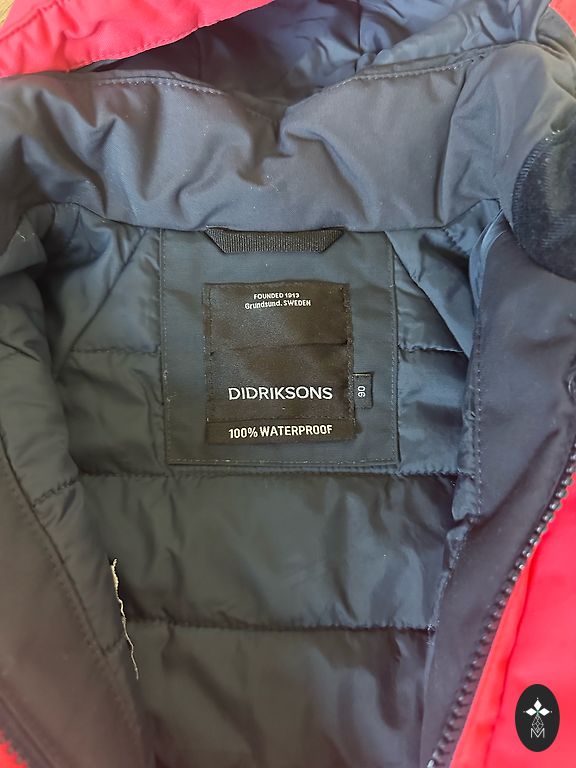 FOUNDED 1913
Grundsund. SWEDEN
DIDRIKSONS
90
100% WATERPROOF
M